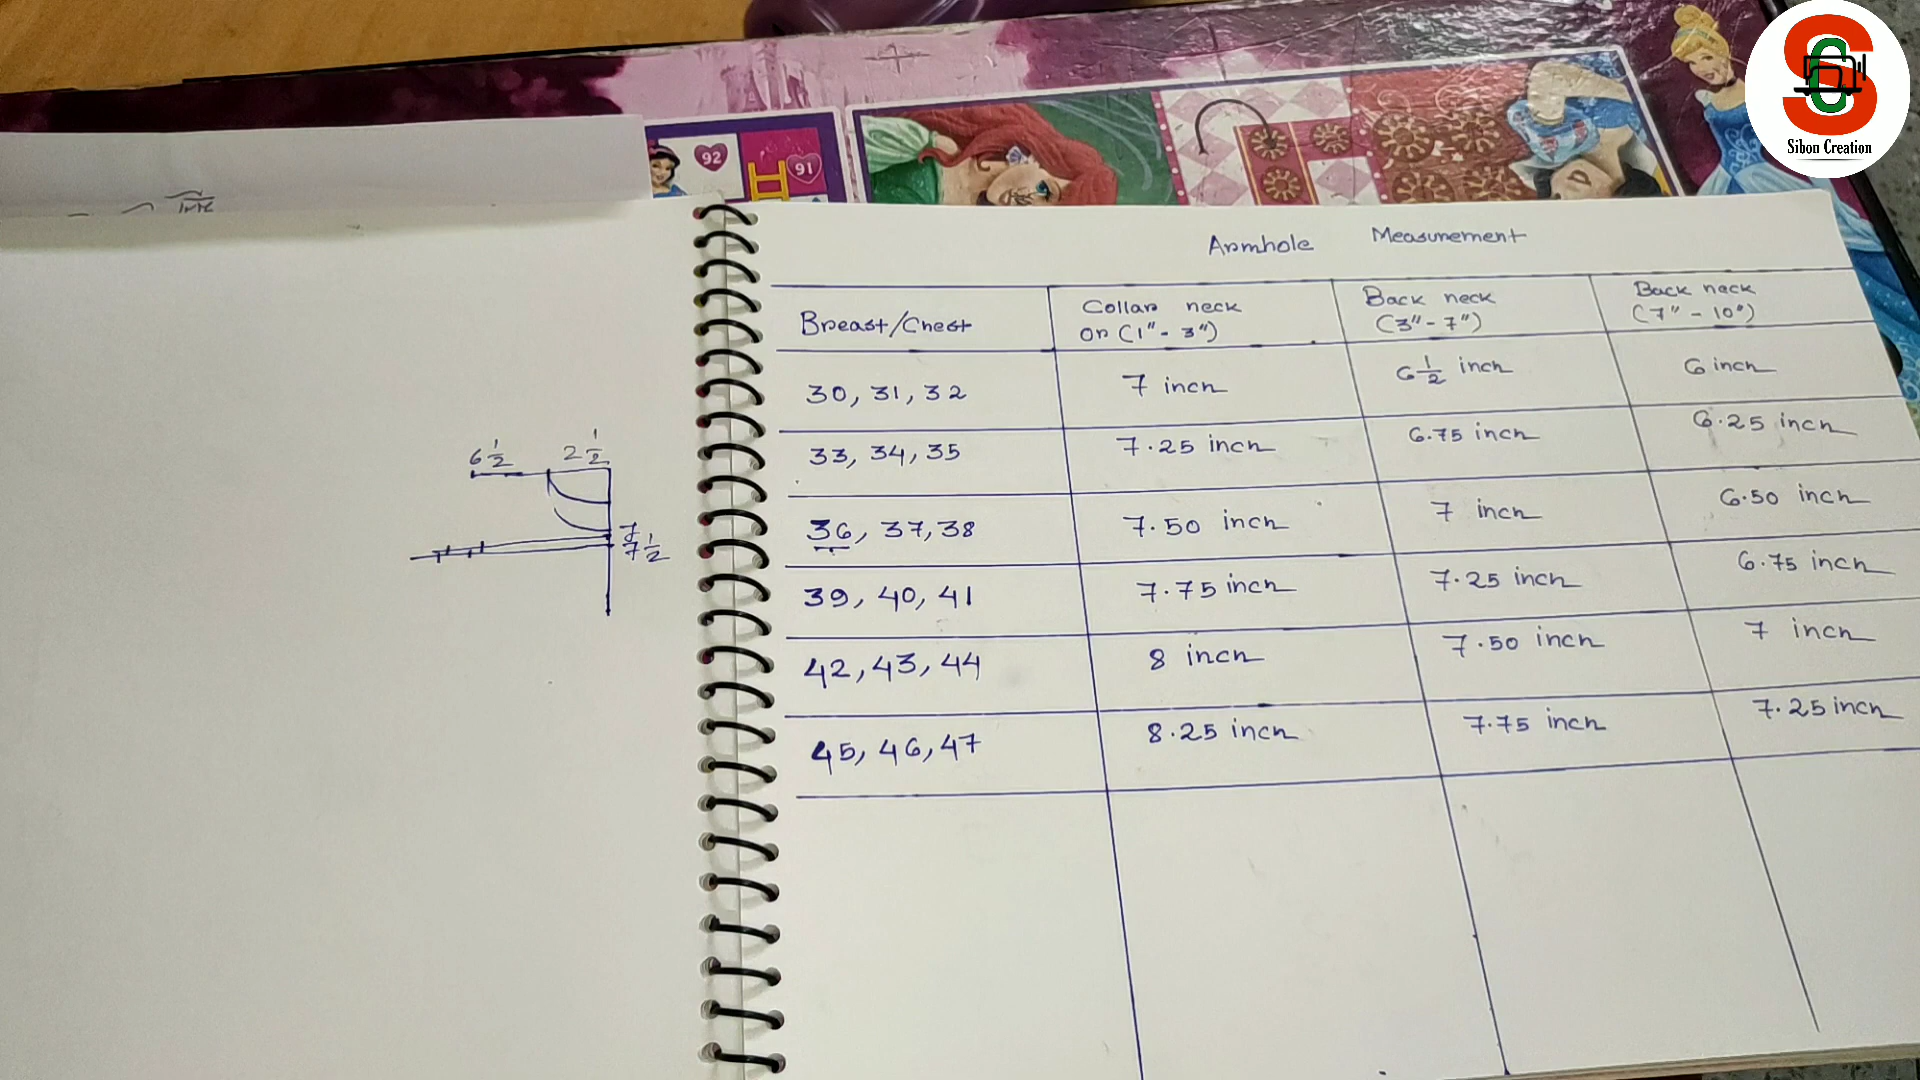 92
91
Sibon Creation
Armhole Measurement
Breast/Chest
Collar neck
or (1" - 3")
Back neck
(3" - 7")
Back neck
(7" - 10")
30, 31, 32
7 inch
6 1/2 inch
6 inch
33, 34, 35
7.25 inch
6.75 inch
6.25 inch
36, 37, 38
7.50 inch
7 inch
6.50 inch
39, 40, 41
7.75 inch
7.25 inch
6.75 inch
42, 43, 44
8 inch
7.50 inch
7 inch
45, 46, 47
8.25 inch
7.75 inch
7.25 inch
6 1/2
2 1/2
7
7 1/2